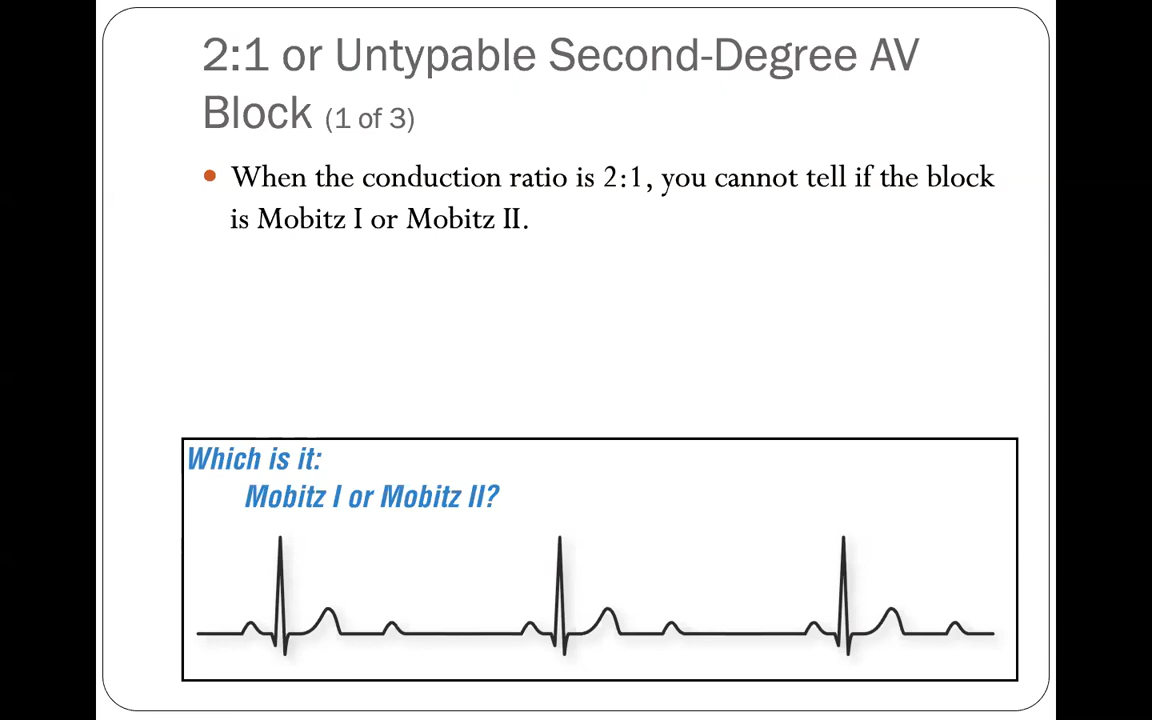 2:1 or Untypable Second-Degree AV
Block (1 of 3)
• When the conduction ratio is 2:1, you cannot tell if the block
is Mobitz I or Mobitz II.
Which is it:
Mobitz I or Mobitz II?